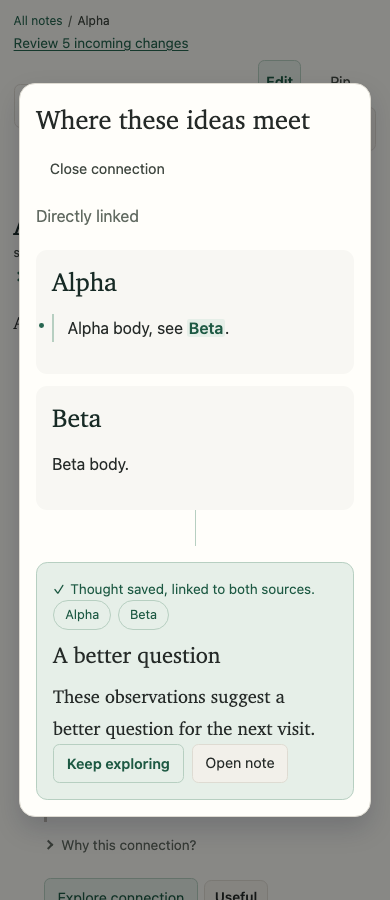 All notes / Alpha
Review 5 incoming changes
Edit Pin
Where these ideas meet
Close connection
Directly linked
Alpha
• Alpha body, see Beta.
Beta
Beta body.
✓ Thought saved, linked to both sources.
Alpha Beta
A better question
These observations suggest a
better question for the next visit.
Keep exploring Open note
Why this connection?
Explore connection Useful